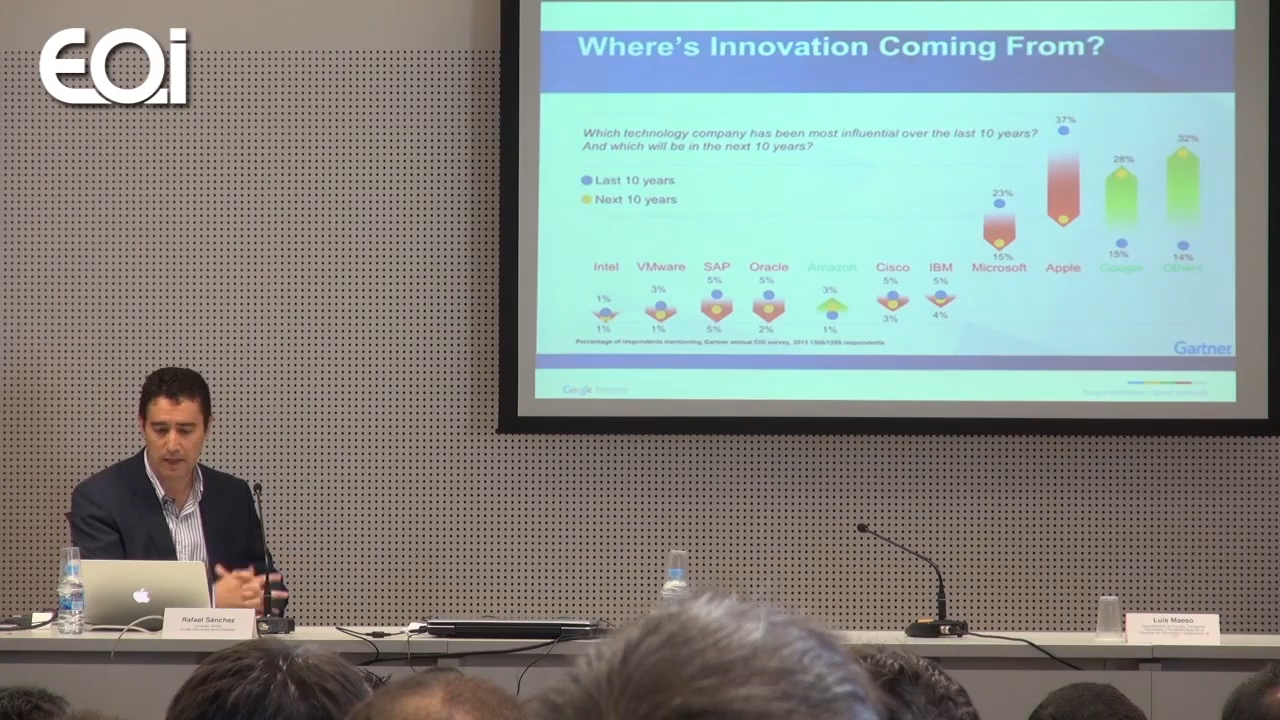 EOi
Where's Innovation Coming From?
Which technology company has been most influential over the last 10 years?
And which will be in the next 10 years?
Last 10 years
Next 10 years
37%
32%
28%
23%
15%
15%
14%
Intel VMware SAP Oracle Amazon Cisco IBM Microsoft Apple Google Others
1% 3% 5% 5% 3% 5% 5%
1% 1% 5% 2% 1% 3% 4%
Percentage of respondents mentioning, Gartner annual CIO survey, 2013
Gartner
Google
Rafael Sánchez
Luis Maeso